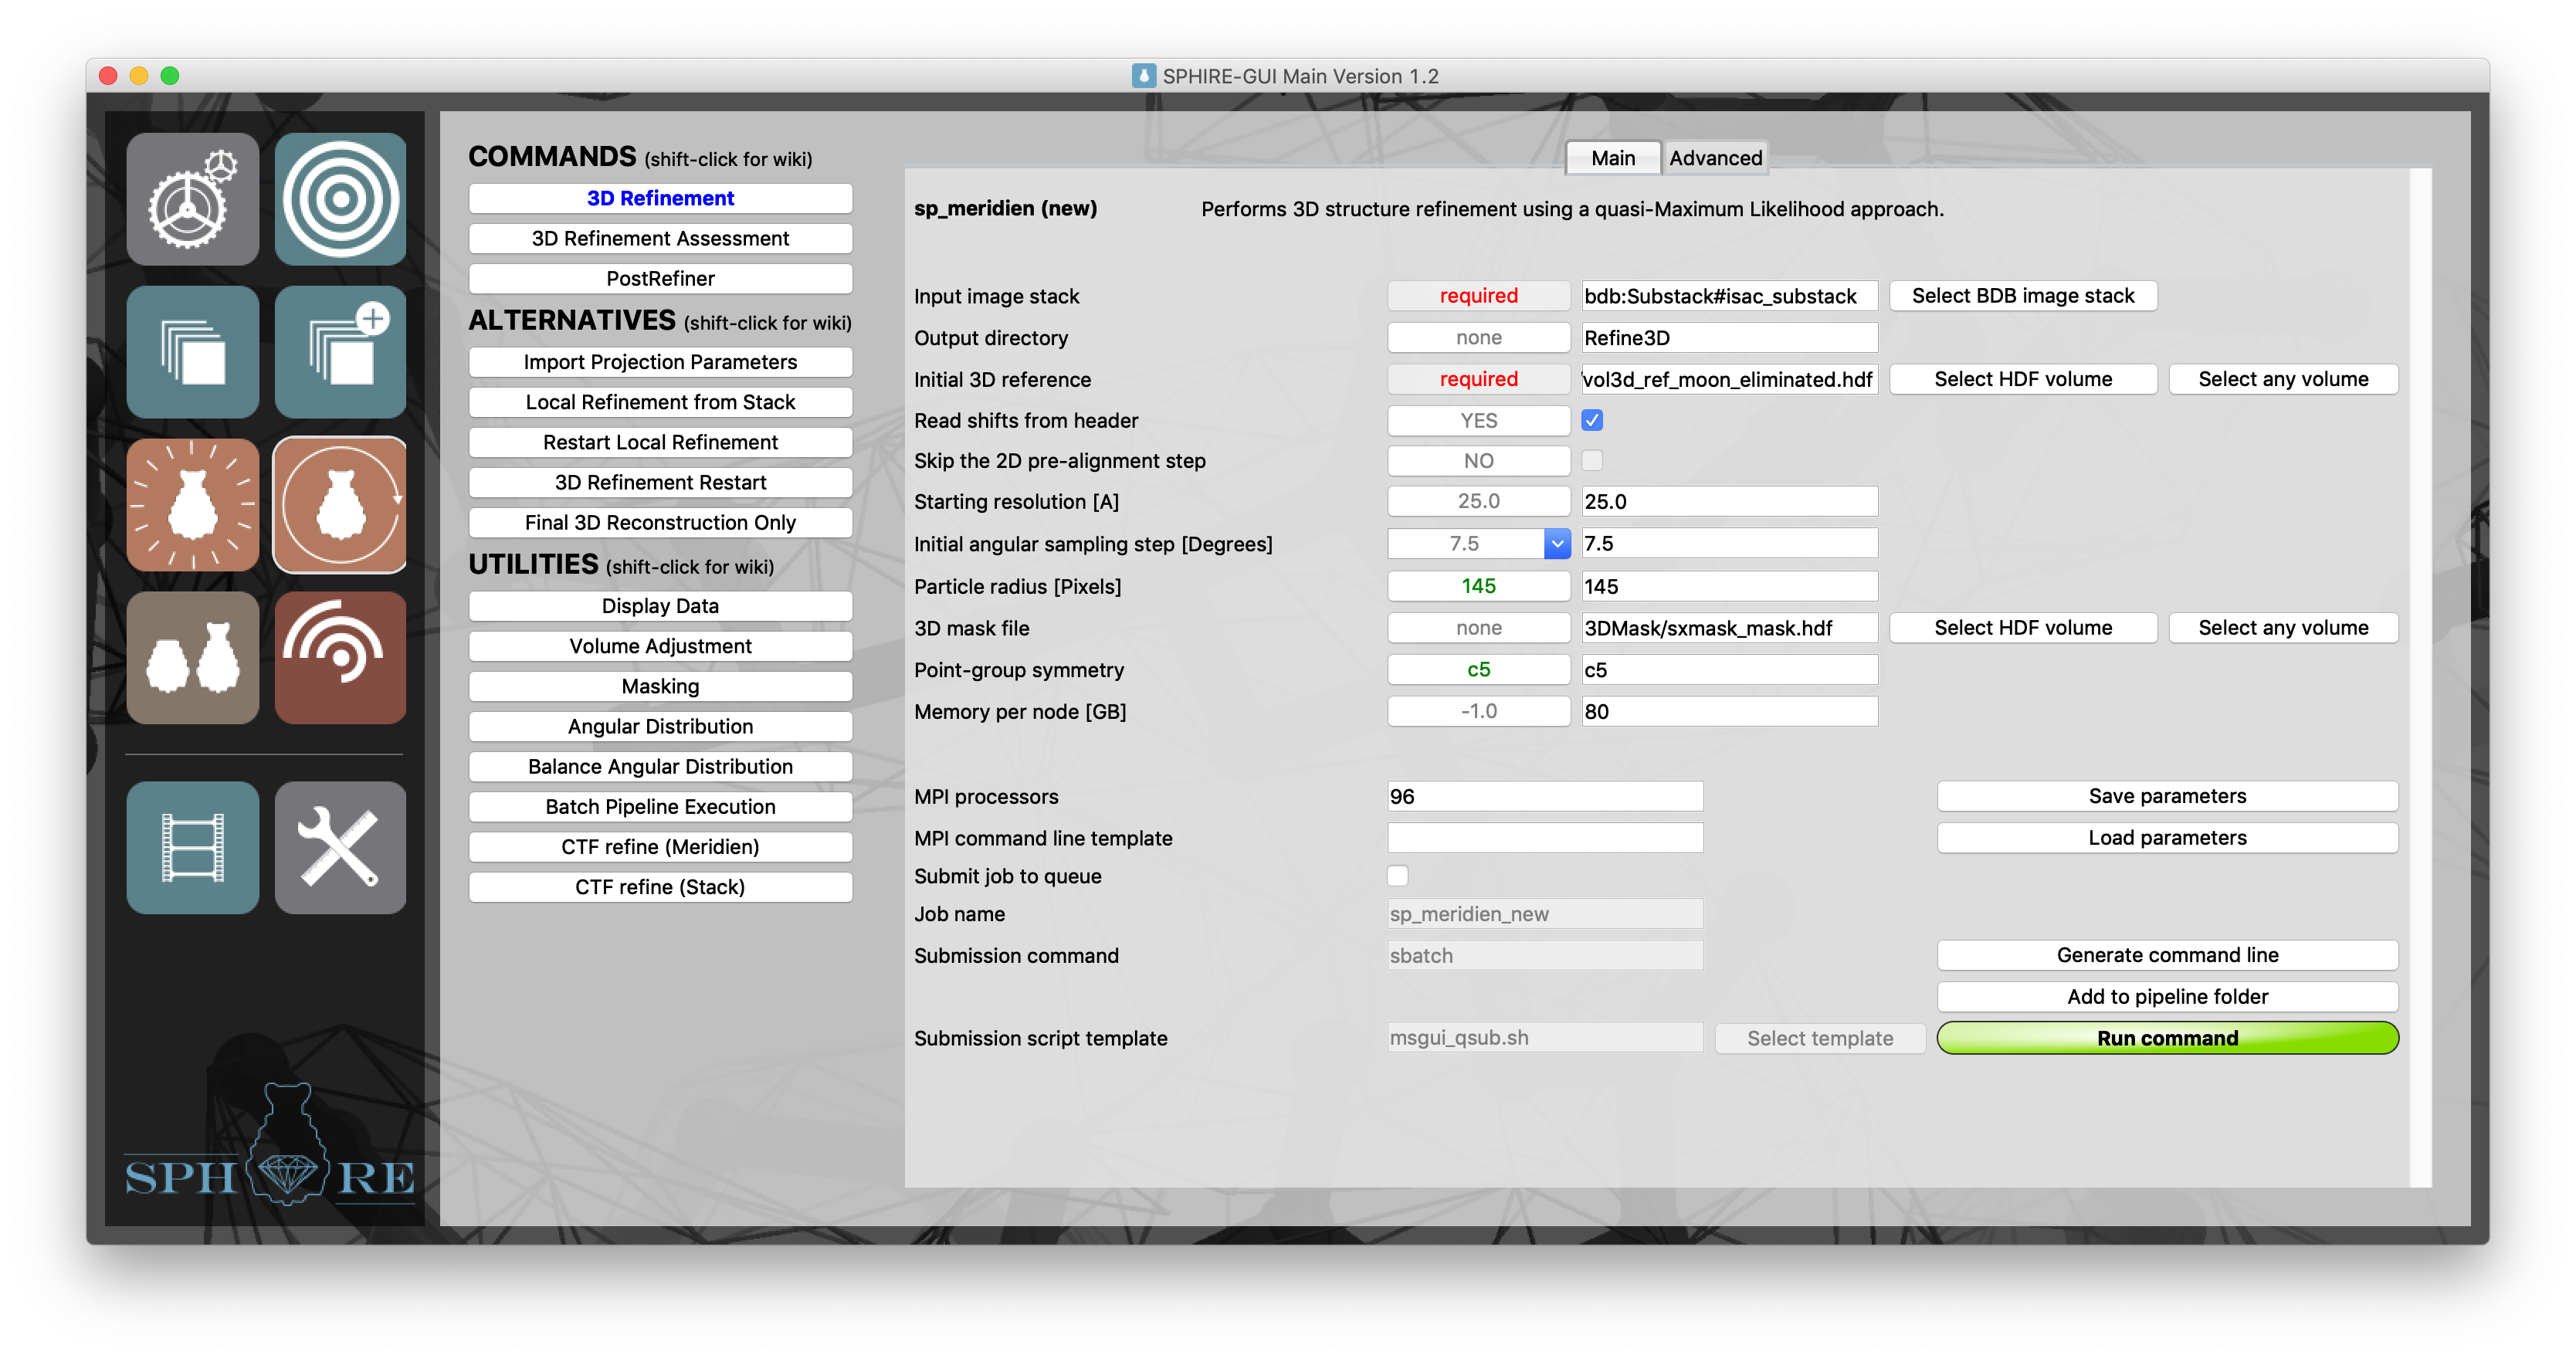 SPHIRE-GUI Main Version 1.2
COMMANDS (shift-click for wiki)
3D Refinement
3D Refinement Assessment
PostRefiner
ALTERNATIVES (shift-click for wiki)
Import Projection Parameters
Local Refinement from Stack
Restart Local Refinement
3D Refinement Restart
Final 3D Reconstruction Only
UTILITIES (shift-click for wiki)
Display Data
Volume Adjustment
Masking
Angular Distribution
Balance Angular Distribution
Batch Pipeline Execution
CTF refine (Meridien)
CTF refine (Stack)
Main Advanced
sp_meridien (new) Performs 3D structure refinement using a quasi-Maximum Likelihood approach.
Input image stack required bdb:Substack#isac_substack Select BDB image stack
Output directory none Refine3D
Initial 3D reference required vol3d_ref_moon_eliminated.hdf Select HDF volume Select any volume
Read shifts from header YES
Skip the 2D pre-alignment step NO
Starting resolution [A] 25.0 25.0
Initial angular sampling step [Degrees] 7.5 7.5
Particle radius [Pixels] 145 145
3D mask file none 3DMask/sxmask_mask.hdf Select HDF volume Select any volume
Point-group symmetry c5 c5
Memory per node [GB] -1.0 80
MPI processors 96 Save parameters
MPI command line template Load parameters
Submit job to queue
Job name sp_meridien_new
Submission command sbatch Generate command line
Add to pipeline folder
Submission script template msgui_qsub.sh Select template Run command
SPH RE